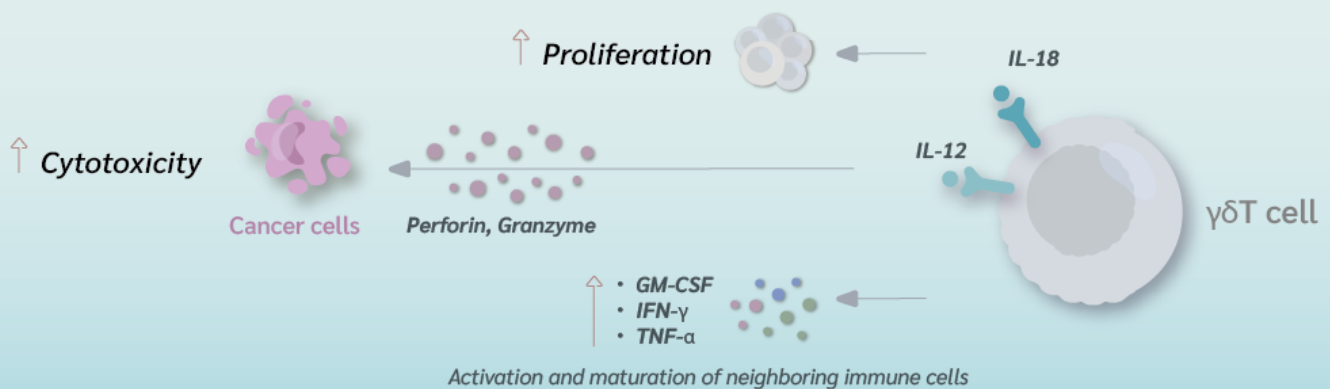 Proliferation
IL-18
Cytotoxicity
IL-12
Cancer cells
Perforin, Granzyme
γδT cell
• GM-CSF
• IFN-γ
• TNF-α
Activation and maturation of neighboring immune cells